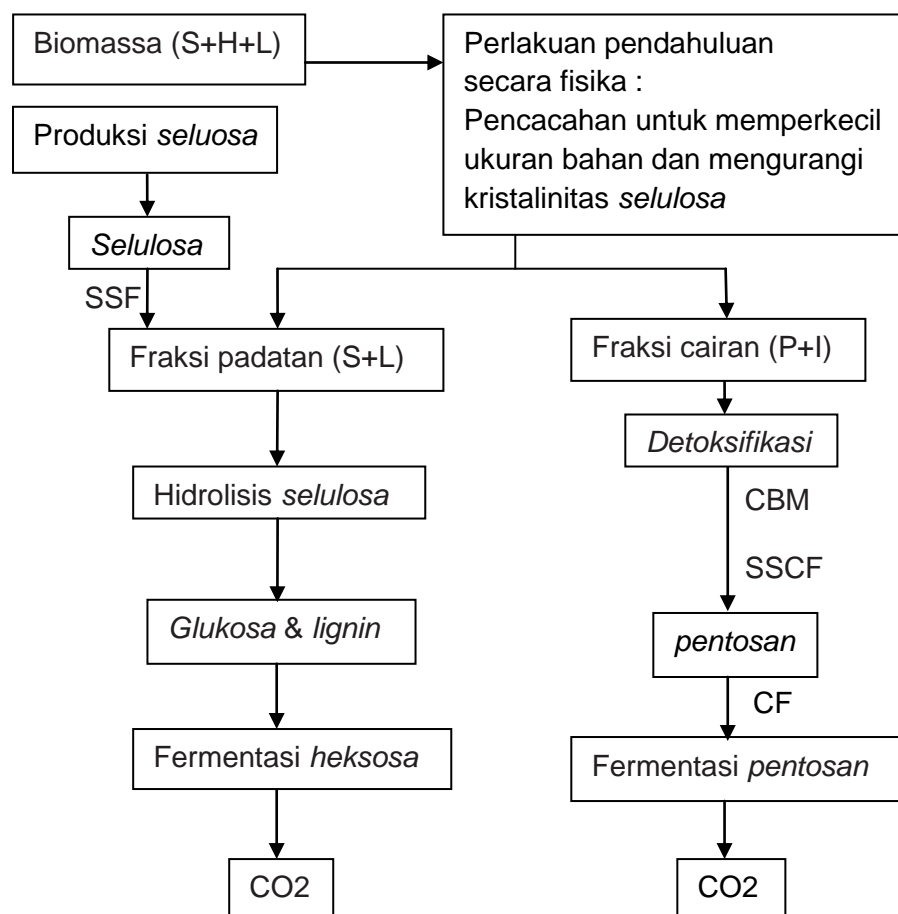 Biomassa (S+H+L)
Perlakuan pendahuluan
secara fisika :
Pencacahan untuk memperkecil
ukuran bahan dan mengurangi
kristalinitas selulosa
Produksi seluosa
Selulosa
SSF
Fraksi padatan (S+L)
Fraksi cairan (P+I)
Detoksifikasi
Hidrolisis selulosa
CBM
SSCF
Glukosa & lignin
pentosan
CF
Fermentasi heksosa
Fermentasi pentosan
CO2
CO2